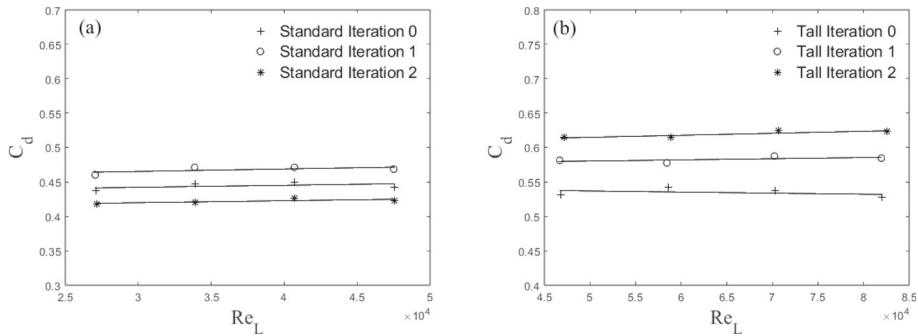 (a)
Standard Iteration 0
Standard Iteration 1
Standard Iteration 2
C_d
0.7
0.65
0.6
0.55
0.5
0.45
0.4
0.35
0.3
2.5
3
3.5
4
4.5
5
×10⁴
Re_L
(b)
Tall Iteration 0
Tall Iteration 1
Tall Iteration 2
C_d
0.8
0.75
0.7
0.65
0.6
0.55
0.5
0.45
0.4
4.5
5
5.5
6
6.5
7
7.5
8
8.5
×10⁴
Re_L